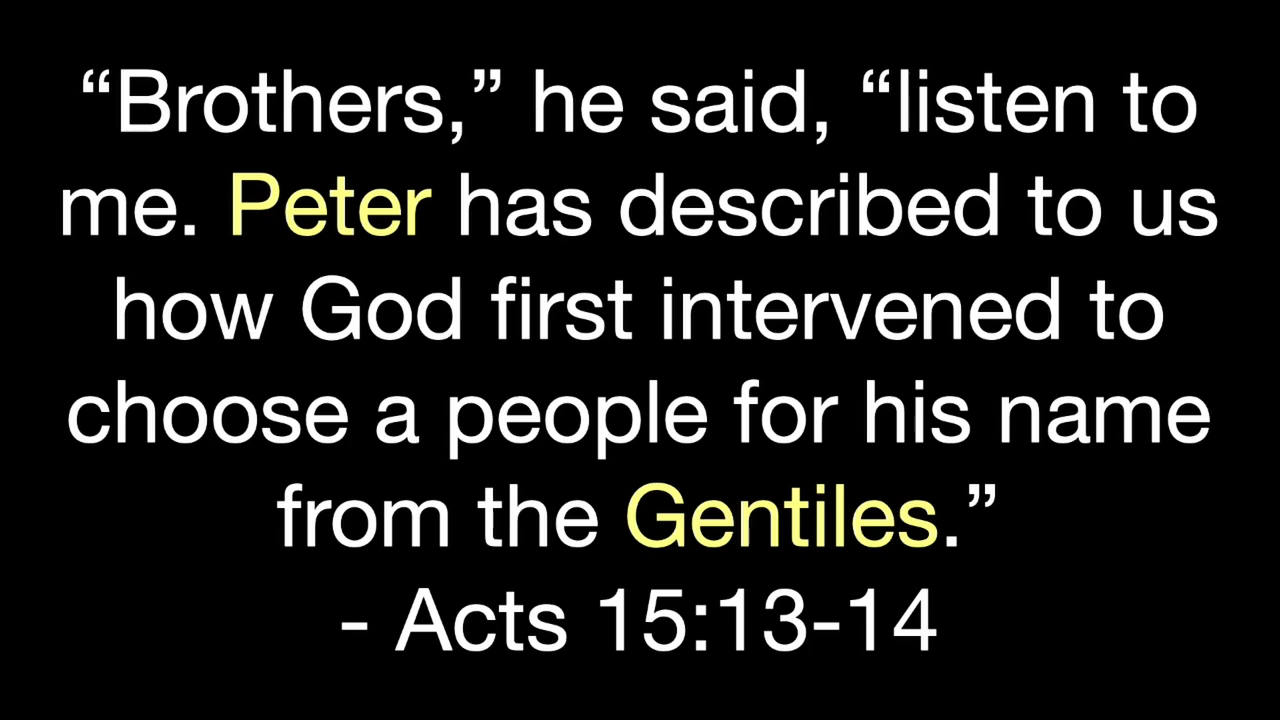 “Brothers,” he said, “listen to
me. Peter has described to us
how God first intervened to
choose a people for his name
from the Gentiles.”
- Acts 15:13-14